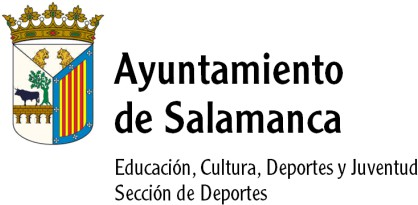 Ayuntamiento
de Salamanca
Educación, Cultura, Deportes y Juventud
Sección de Deportes